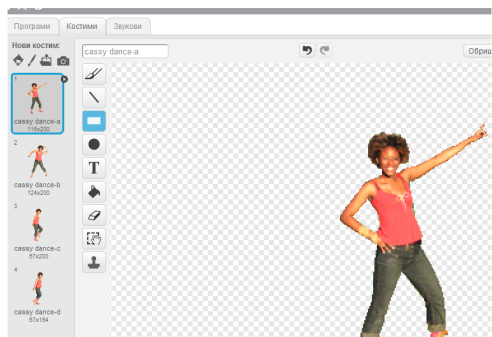 Програми Костими Звукови
Нови костим:
cassy dance-a
Обриш
1
cassy dance-a
116x200
2
cassy dance-b
124x200
3
cassy dance-c
67x200
4
cassy dance-d
67x194
T